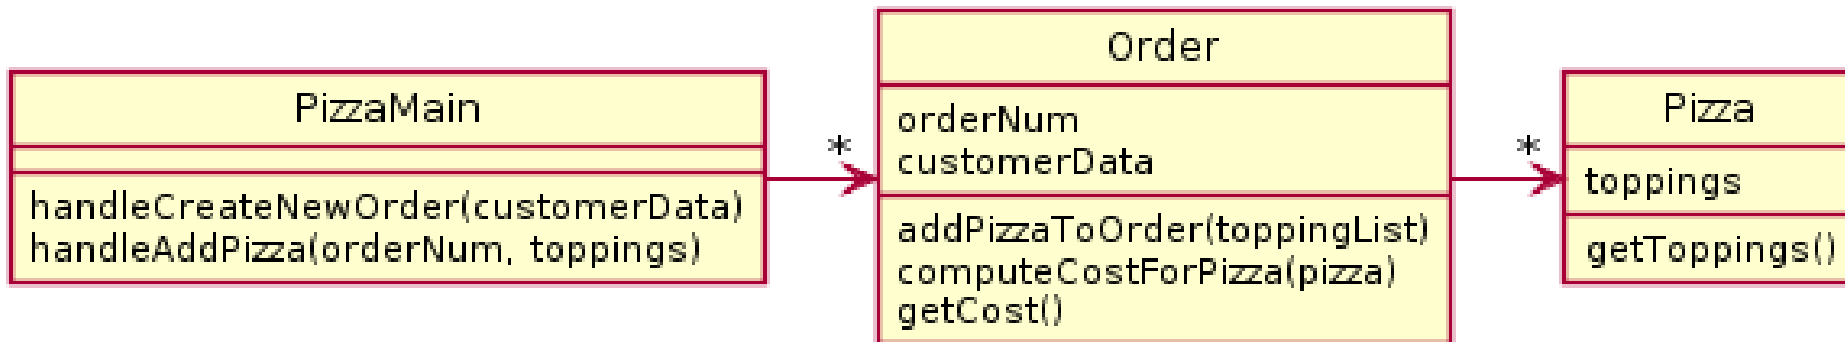 PizzaMain
handleCreateNewOrder(customerData)
handleAddPizza(orderNum, toppings)
*
Order
orderNum
customerData
addPizzaToOrder(toppingList)
computeCostForPizza(pizza)
getCost()
*
Pizza
toppings
getToppings()